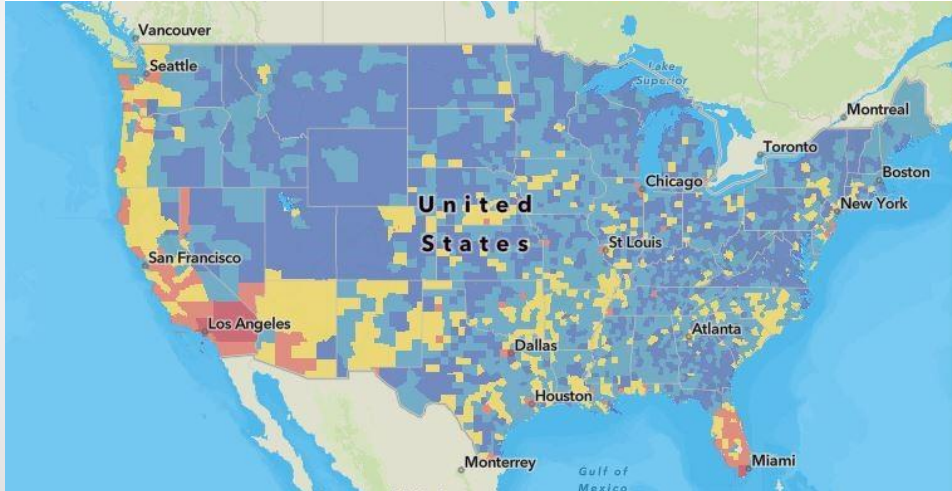 Vancouver
Seattle
Lake
Superior
Montreal
Toronto
Boston
Chicago
New York
United
States
St Louis
San Francisco
Los Angeles
Atlanta
Dallas
Houston
Miami
Monterrey
Gulf of
Mexico